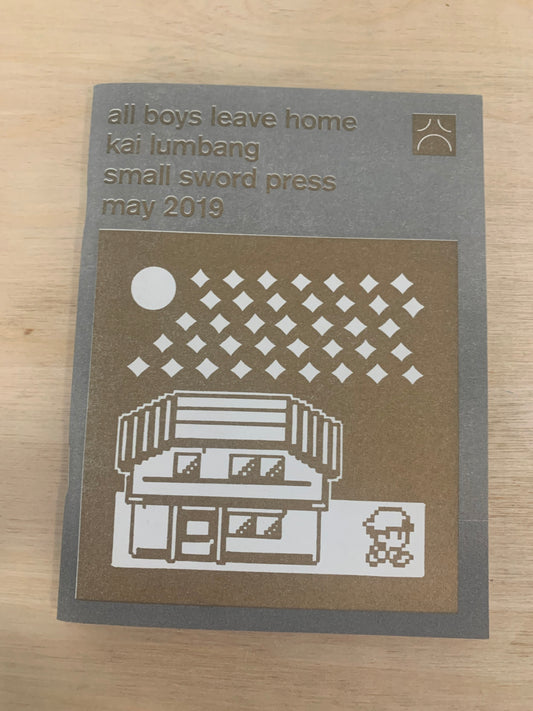 all boys leave home
kai lumbang
small sword press
may 2019